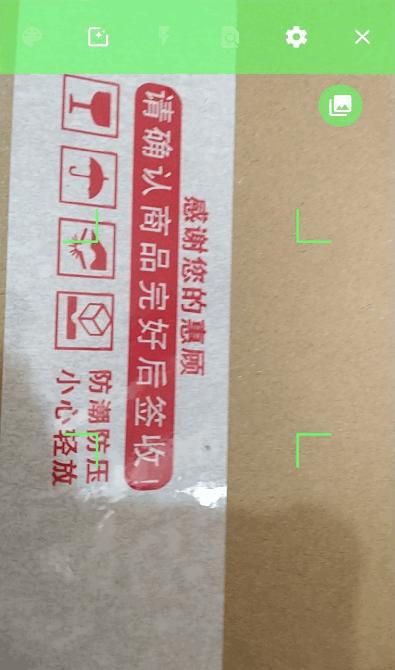 感谢您的惠顾
请确认商品完好后签收!
防潮防压
小心轻放